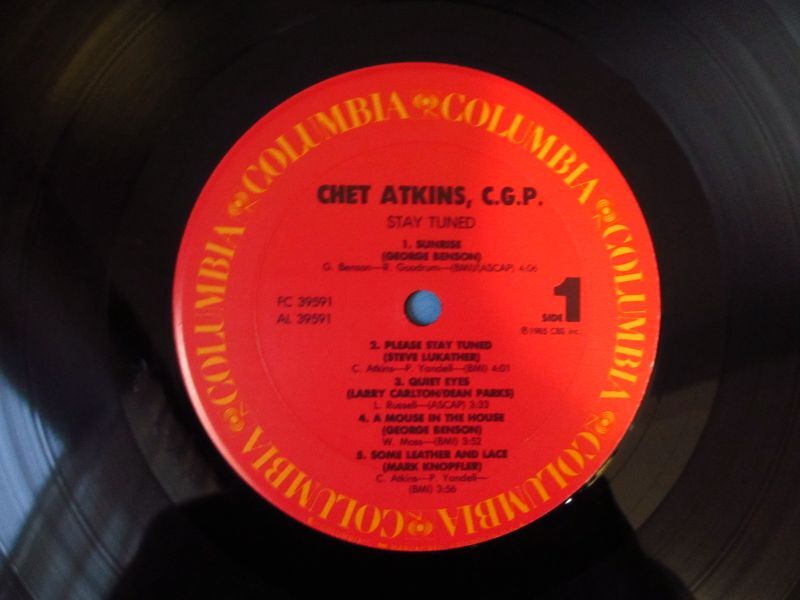 COLUMBIA COLUMBIA COLUMBIA COLUMBIA COLUMBIA COLUMBIA
CHET ATKINS, C.G.P.
STAY TUNED
1. SUNRISE
(GEORGE BENSON)
G. Benson—R. Goodrum—(BMI)/(ASCAP) 4:06
FC 39591
AL 39591
SIDE 1
℗ 1985 CBS Inc.
2. PLEASE STAY TUNED
(STEVE LUKATHER)
C. Atkins—P. Yandell—(BMI) 4:01
3. QUIET EYES
(LARRY CARLTON/DEAN PARKS)
L. Russell—(ASCAP) 3:33
4. A MOUSE IN THE HOUSE
(GEORGE BENSON)
W. Moss—(BMI) 3:52
5. SOME LEATHER AND LACE
(MARK KNOPFLER)
C. Atkins—P. Yandell—
(BMI) 3:56